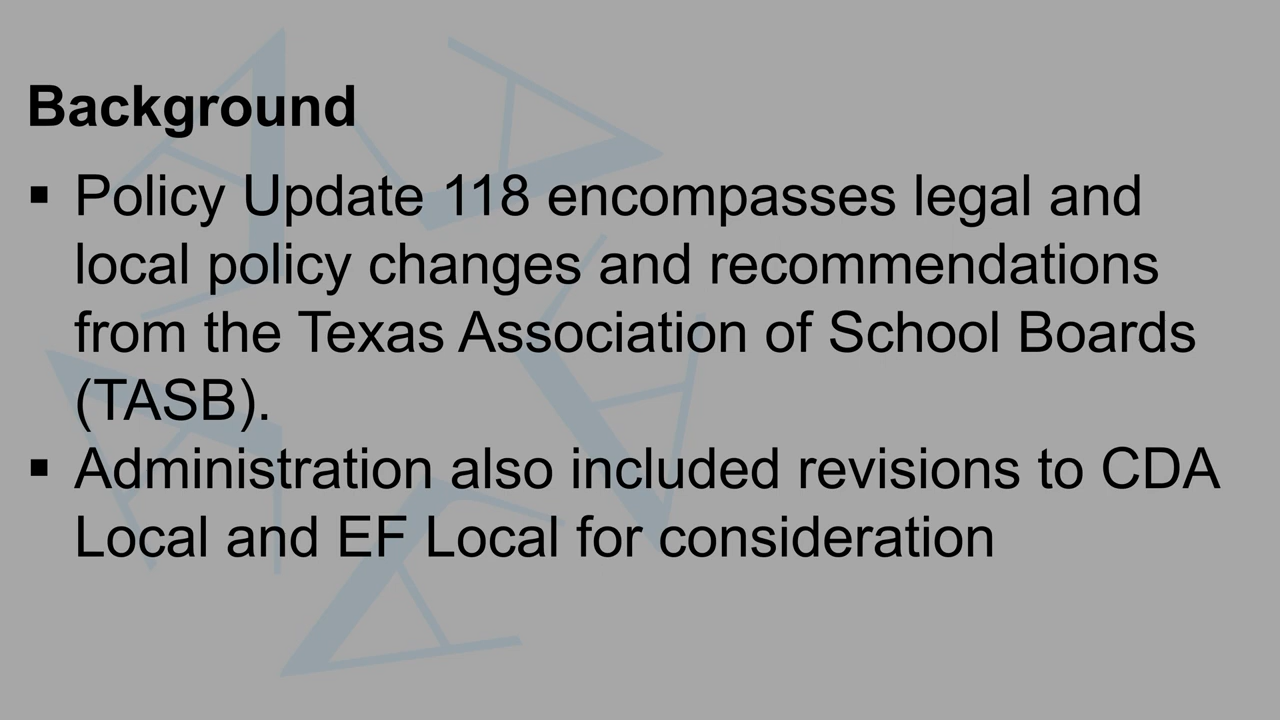 Background
▪ Policy Update 118 encompasses legal and
local policy changes and recommendations
from the Texas Association of School Boards
(TASB).
▪ Administration also included revisions to CDA
Local and EF Local for consideration